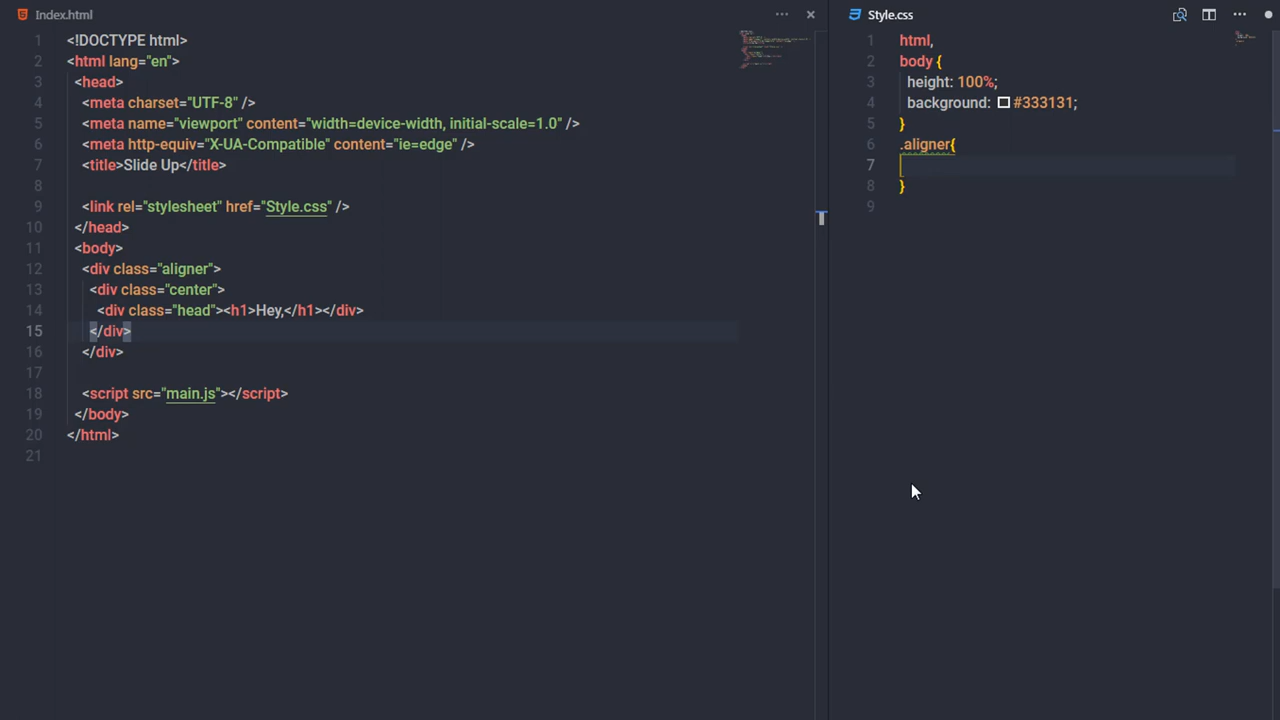 Index.html
1 <!DOCTYPE html>
2 <html lang="en">
3 <head>
4 <meta charset="UTF-8" />
5 <meta name="viewport" content="width=device-width, initial-scale=1.0" />
6 <meta http-equiv="X-UA-Compatible" content="ie=edge" />
7 <title>Slide Up</title>
8
9 <link rel="stylesheet" href="Style.css" />
10 </head>
11 <body>
12 <div class="aligner">
13 <div class="center">
14 <div class="head"><h1>Hey,</h1></div>
15 </div>
16 </div>
17
18 <script src="main.js"></script>
19 </body>
20 </html>
21
Style.css
1 html,
2 body {
3 height: 100%;
4 background: #333131;
5 }
6 .aligner{
7
8 }
9